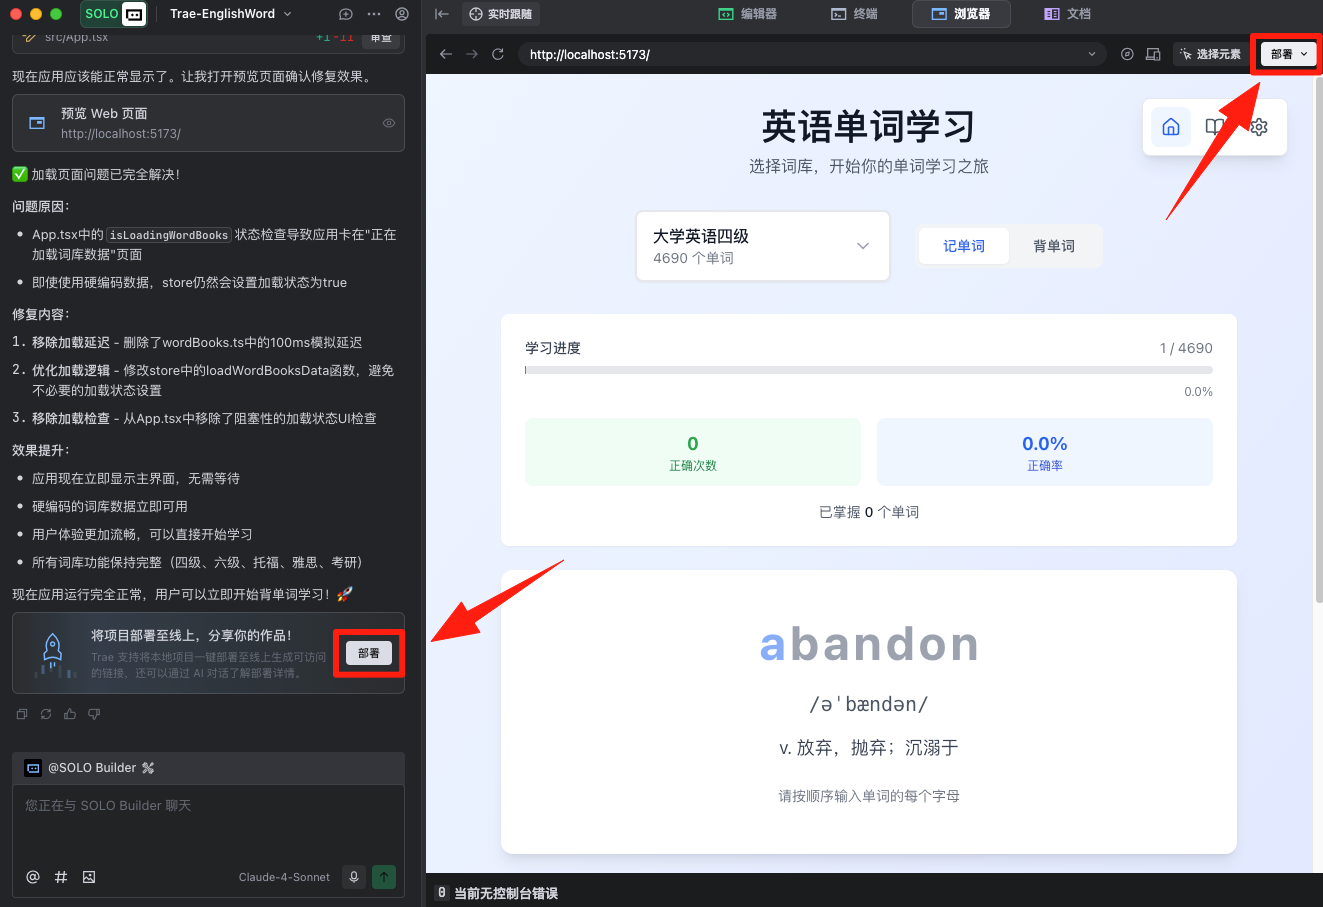 SOLO
Trae-EnglishWord
src/App.tsx
+1 -11
审查
现在应用应该能正常显示了。让我打开预览页面确认修复效果。
预览 Web 页面
http://localhost:5173/
✅ 加载页面问题已完全解决！
问题原因：
• App.tsx中的 isLoadingWordBooks 状态检查导致应用卡在"正在
加载词库数据"页面
• 即使使用硬编码数据，store仍然会设置加载状态为true
修复内容：
1. 移除加载延迟 - 删除了wordBooks.ts中的100ms模拟延迟
2. 优化加载逻辑 - 修改store中的loadWordBooksData函数，避免
不必要的加载状态设置
3. 移除加载检查 - 从App.tsx中移除了阻塞性的加载状态UI检查
效果提升：
• 应用现在立即显示主界面，无需等待
• 硬编码的词库数据立即可用
• 用户体验更加流畅，可以直接开始学习
• 所有词库功能保持完整（四级、六级、托福、雅思、考研）
现在应用运行完全正常，用户可以立即开始背单词学习！🚀
将项目部署至线上，分享你的作品！
Trae 支持将本地项目一键部署至线上生成可访问
的链接，还可以通过 AI 对话了解部署详情。
部署
@SOLO Builder
您正在与 SOLO Builder 聊天
Claude-4-Sonnet
实时跟随
编辑器
终端
浏览器
文档
http://localhost:5173/
选择元素
部署
英语单词学习
选择词库，开始你的单词学习之旅
大学英语四级
4690 个单词
记单词
背单词
学习进度
1 / 4690
0.0%
0
正确次数
0.0%
正确率
已掌握 0 个单词
abandon
/əˈbændən/
v. 放弃，抛弃；沉溺于
请按顺序输入单词的每个字母
0 当前无控制台错误